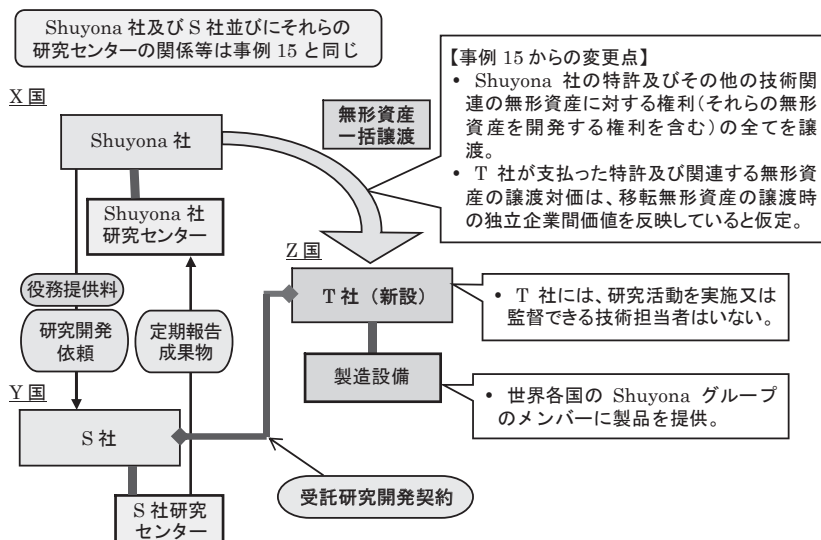 Shuyona 社及び S 社並びにそれらの
研究センターの関係等は事例 15 と同じ
【事例 15 からの変更点】
• Shuyona 社の特許及びその他の技術関
連の無形資産に対する権利(それらの無形
資産を開発する権利を含む)の全てを譲
渡。
• T 社が支払った特許及び関連する無形資
産の譲渡対価は、移転無形資産の譲渡時
の独立企業間価値を反映していると仮定。
X 国
Shuyona 社
無形資産
一括譲渡
Shuyona 社
研究センター
Z 国
T 社（新設）
• T 社には、研究活動を実施又は
監督できる技術担当者はいない。
役務提供料
研究開発
依頼
定期報告
成果物
製造設備
• 世界各国の Shuyona グループ
のメンバーに製品を提供。
Y 国
S 社
受託研究開発契約
S 社研究
センター